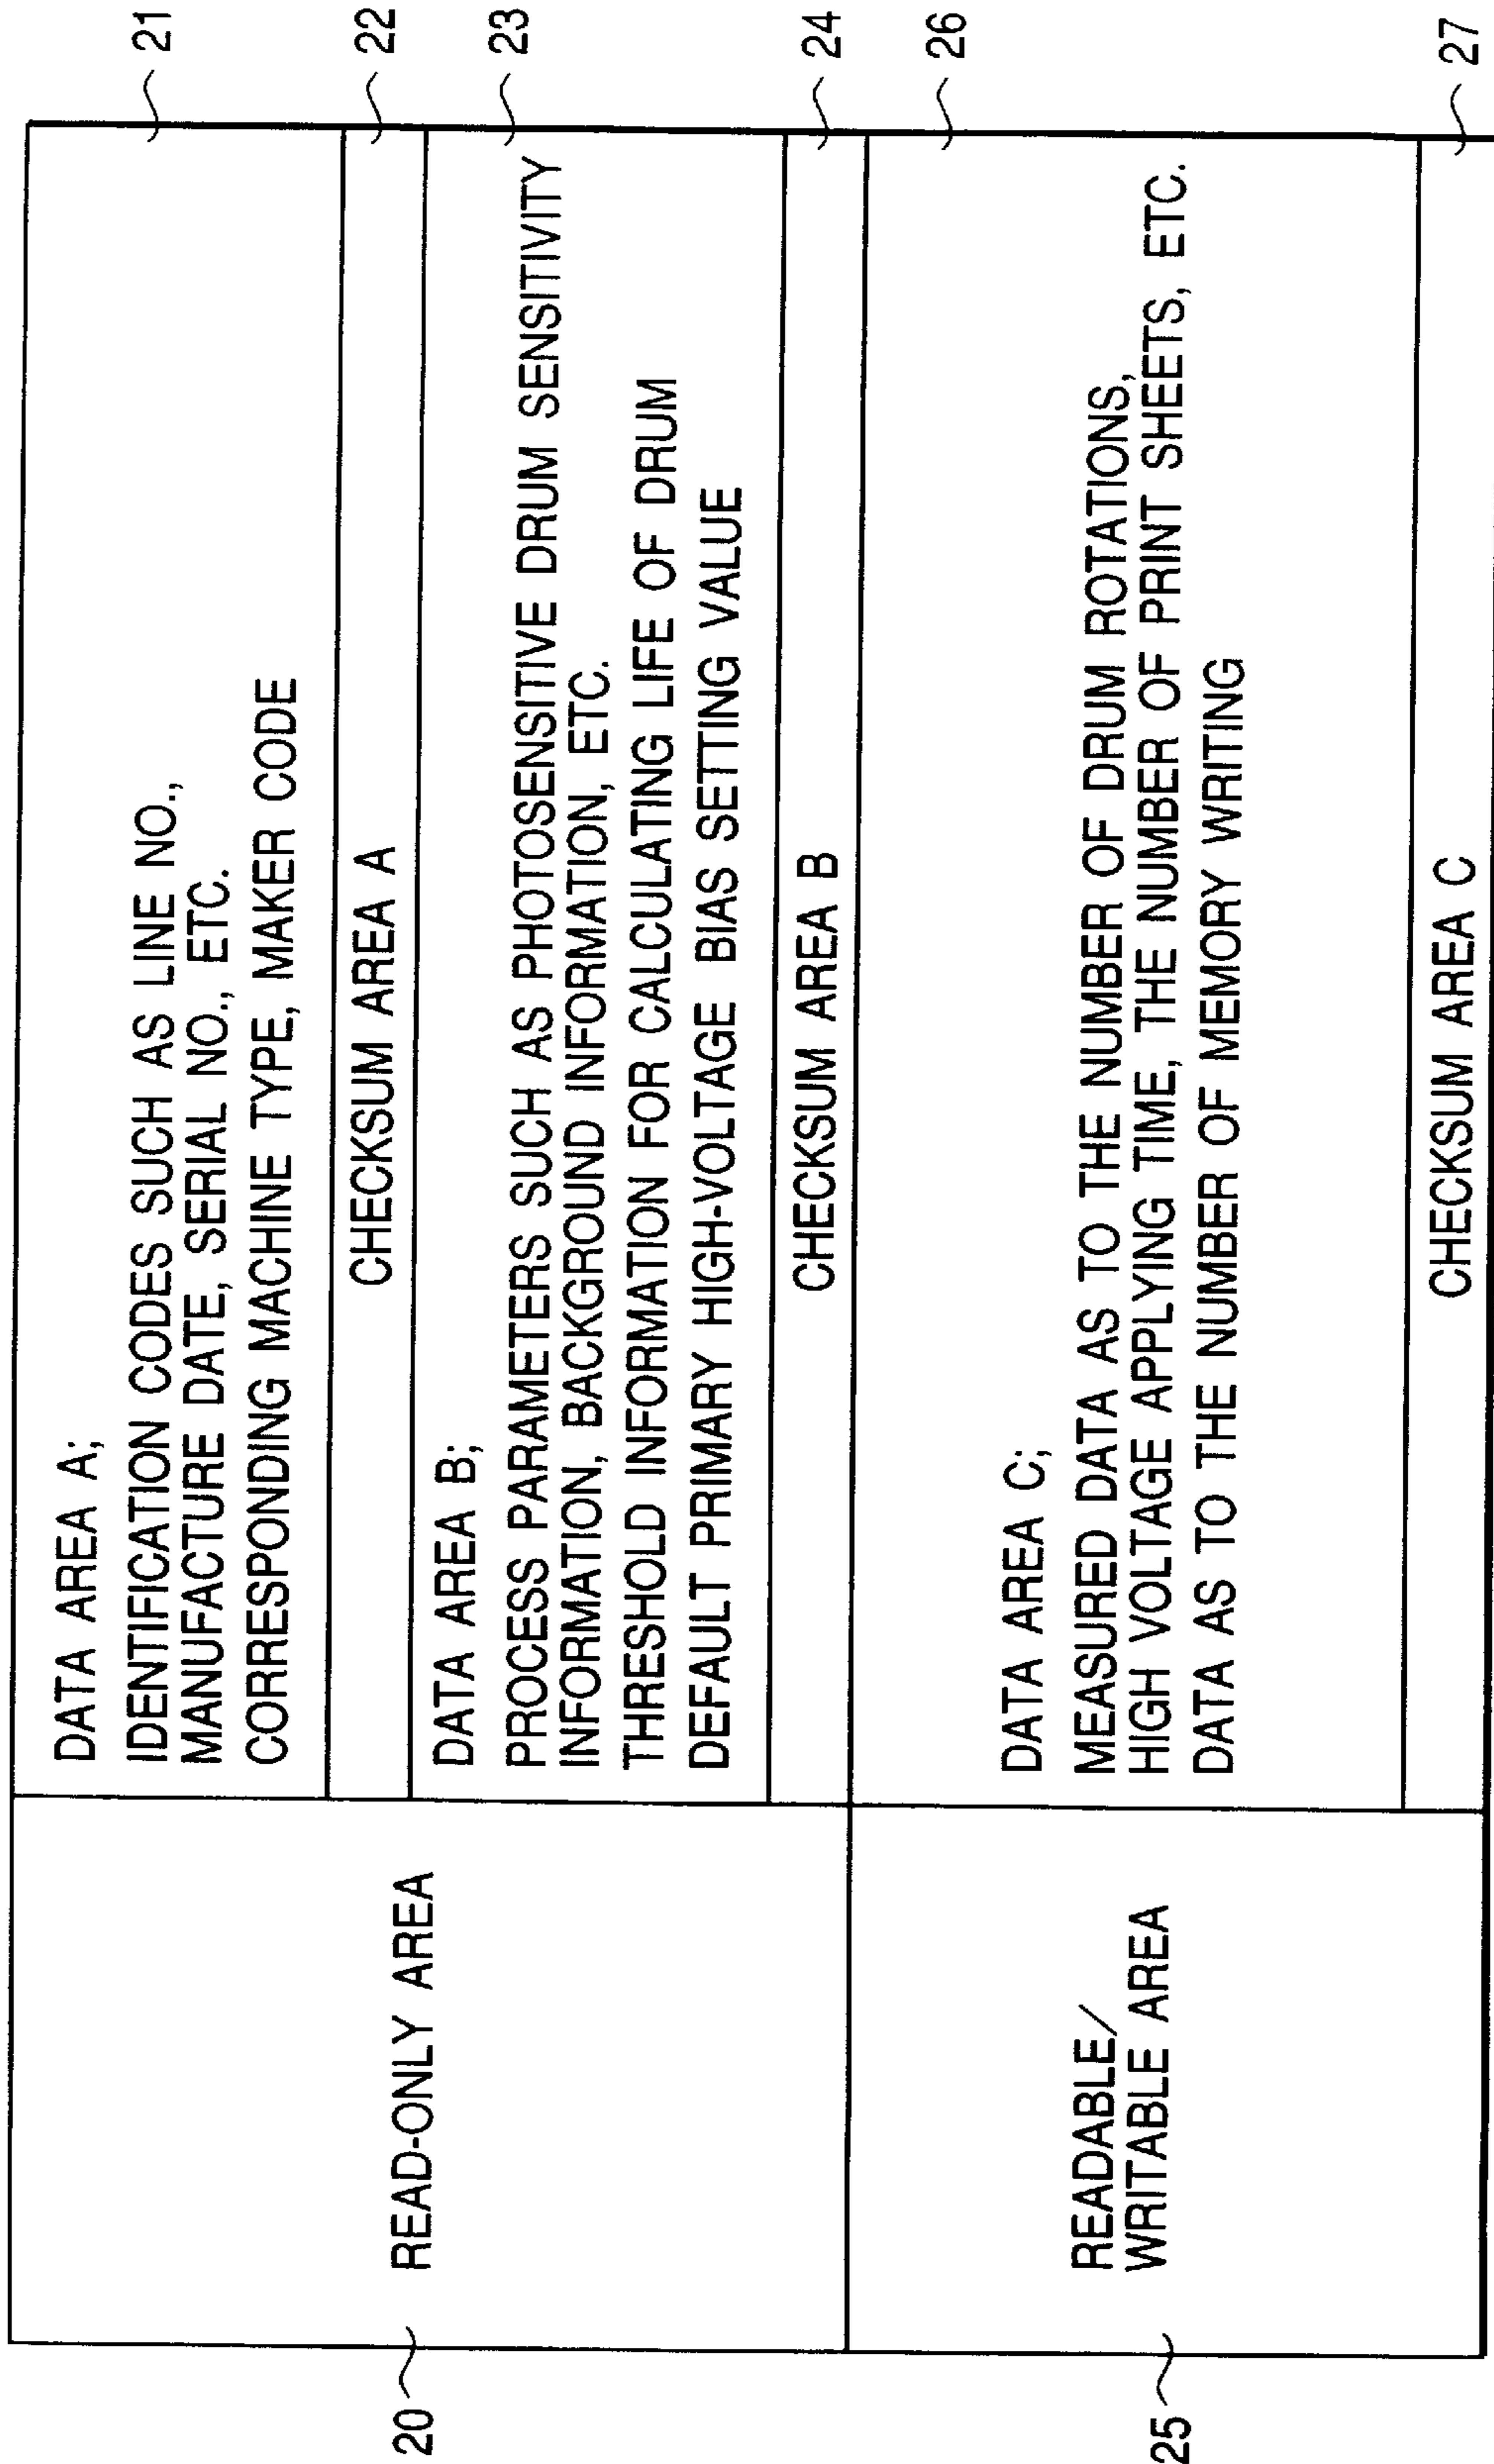 20
READ-ONLY AREA
DATA AREA A;
IDENTIFICATION CODES SUCH AS LINE NO.,
MANUFACTURE DATE, SERIAL NO., ETC.
CORRESPONDING MACHINE TYPE, MAKER CODE
21
CHECKSUM AREA A
22
DATA AREA B;
PROCESS PARAMETERS SUCH AS PHOTOSENSITIVE DRUM SENSITIVITY
INFORMATION, BACKGROUND INFORMATION, ETC.
THRESHOLD INFORMATION FOR CALCULATING LIFE OF DRUM
DEFAULT PRIMARY HIGH-VOLTAGE BIAS SETTING VALUE
23
CHECKSUM AREA B
24
25
READABLE/
WRITABLE AREA
DATA AREA C;
MEASURED DATA AS TO THE NUMBER OF DRUM ROTATIONS,
HIGH VOLTAGE APPLYING TIME, THE NUMBER OF PRINT SHEETS, ETC.
DATA AS TO THE NUMBER OF MEMORY WRITING
26
CHECKSUM AREA C
27